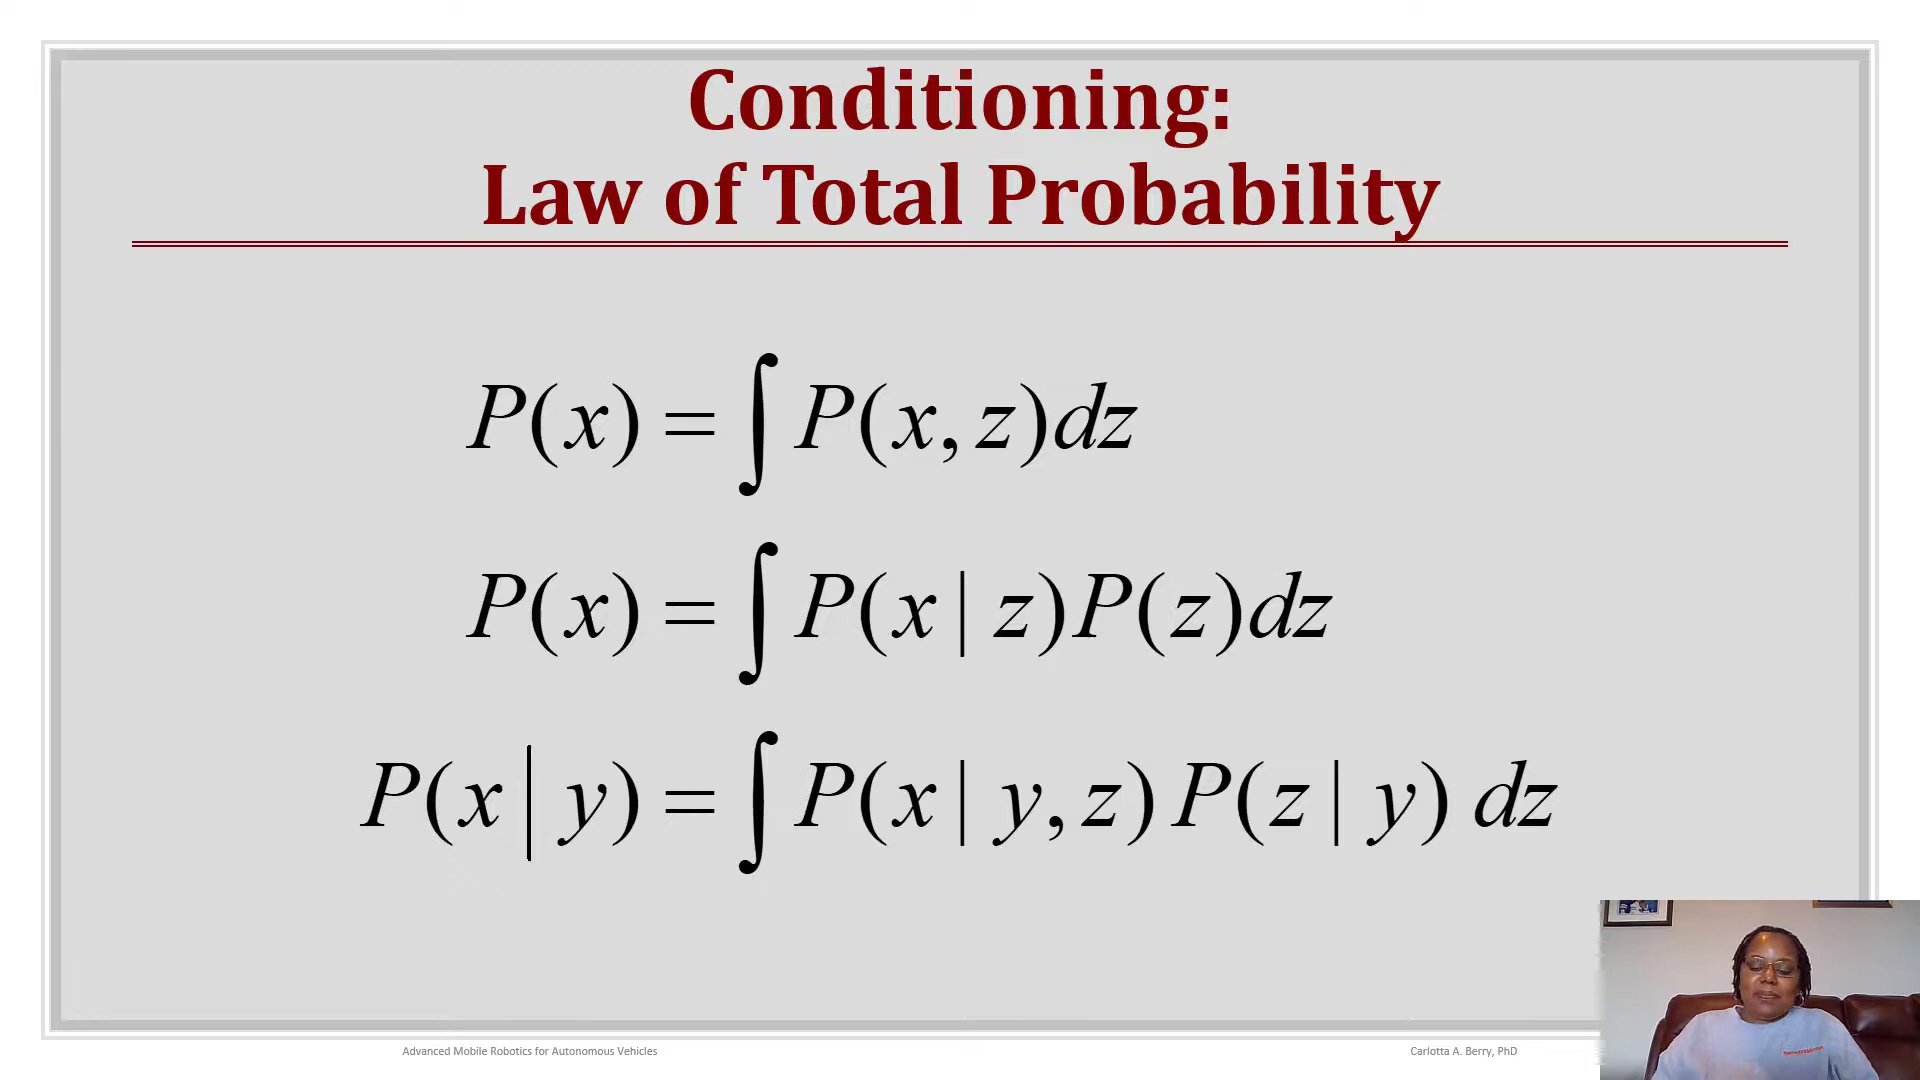 Conditioning:
Law of Total Probability
P(x) = ∫ P(x, z)dz
P(x) = ∫ P(x | z)P(z)dz
P(x | y) = ∫ P(x | y, z) P(z | y) dz
Advanced Mobile Robotics for Autonomous Vehicles
Carlotta A. Berry, PhD